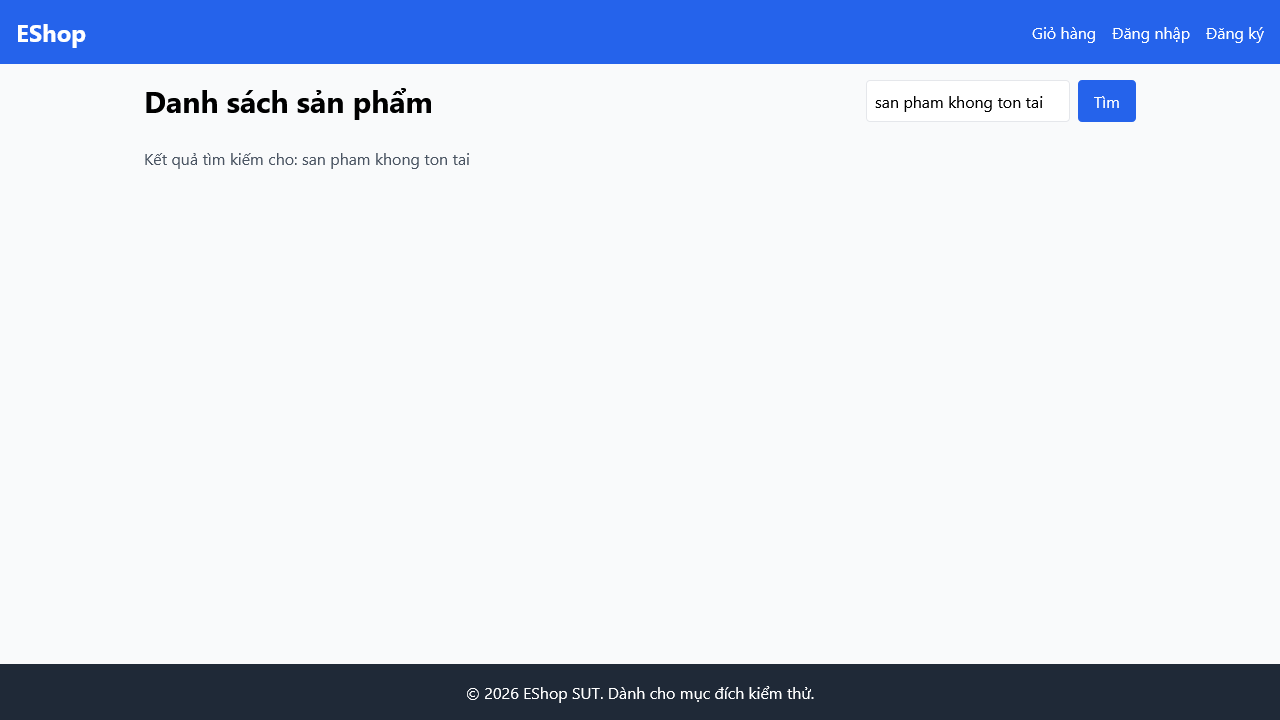 EShop
Giỏ hàng Đăng nhập Đăng ký
Danh sách sản phẩm
san pham khong ton tai
Tìm
Kết quả tìm kiếm cho: san pham khong ton tai
© 2026 EShop SUT. Dành cho mục đích kiểm thử.